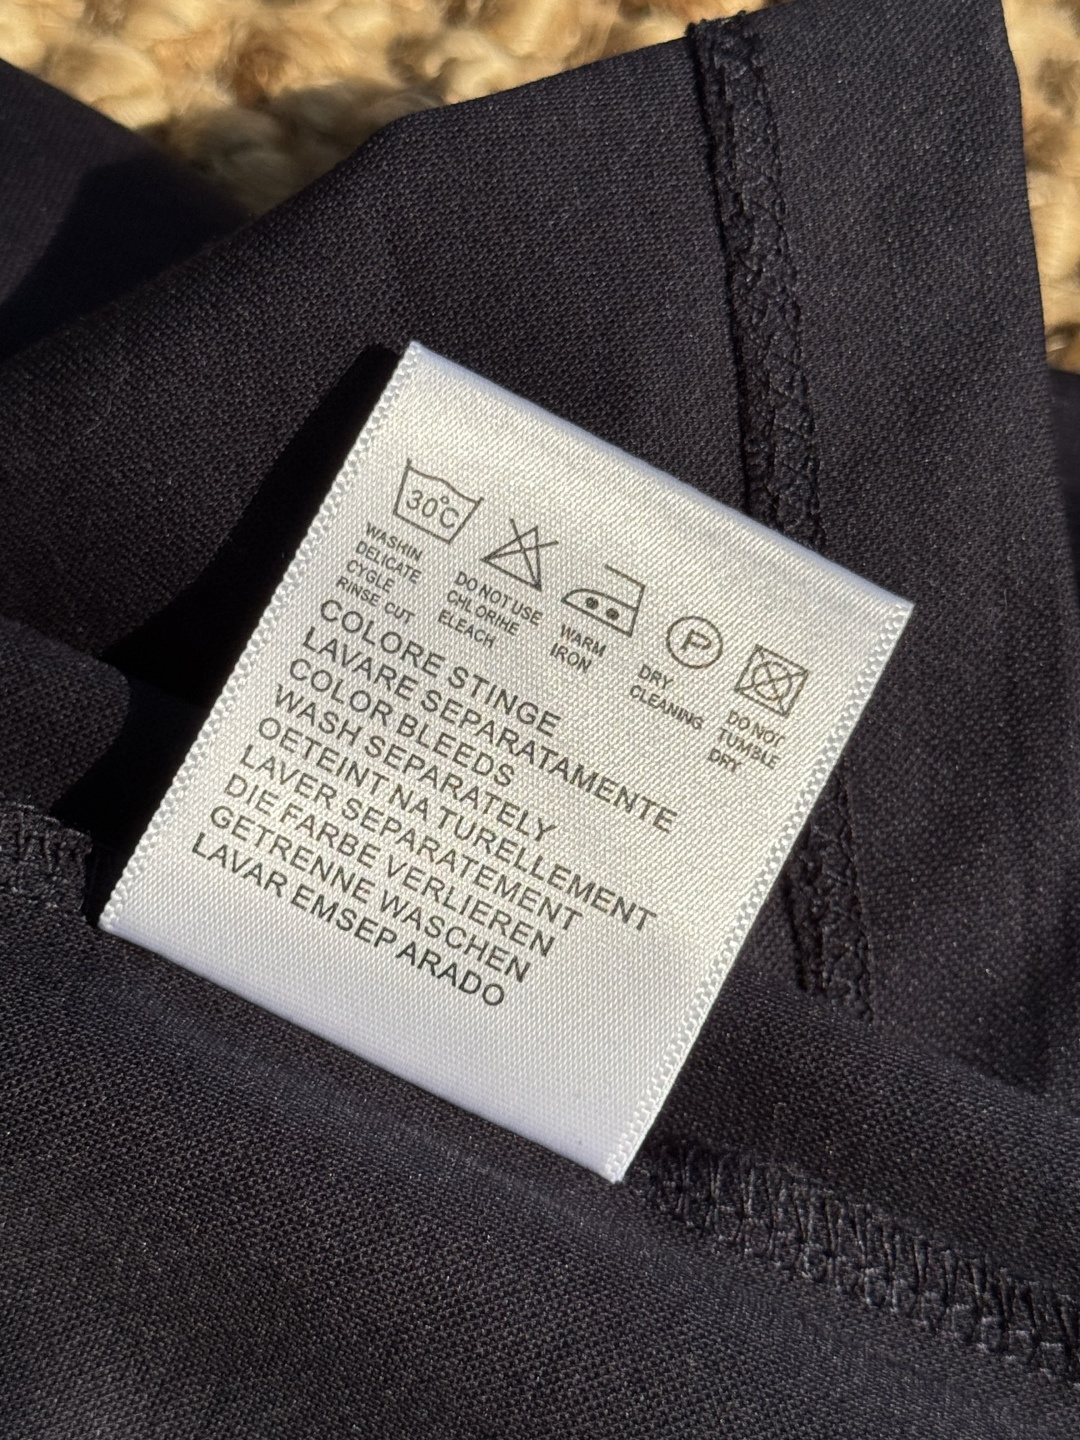 30°C
WASHIN
DELICATE
CYGLE
RINSE CUT
DO NOT USE
CHLORIHE
ELEACH
WARM
IRON
P
DRY
CLEANING
DO NOT
TUMBLE
DRY
COLORE STINGE
LAVARE SEPARATAMENTE
COLOR BLEEDS
WASH SEPARATELY
OETEINT NA TURELLEMENT
LAVER SEPARATEMENT
DIE FARBE VERLIEREN
GETRENNE WASCHEN
LAVAR EMSEP ARADO